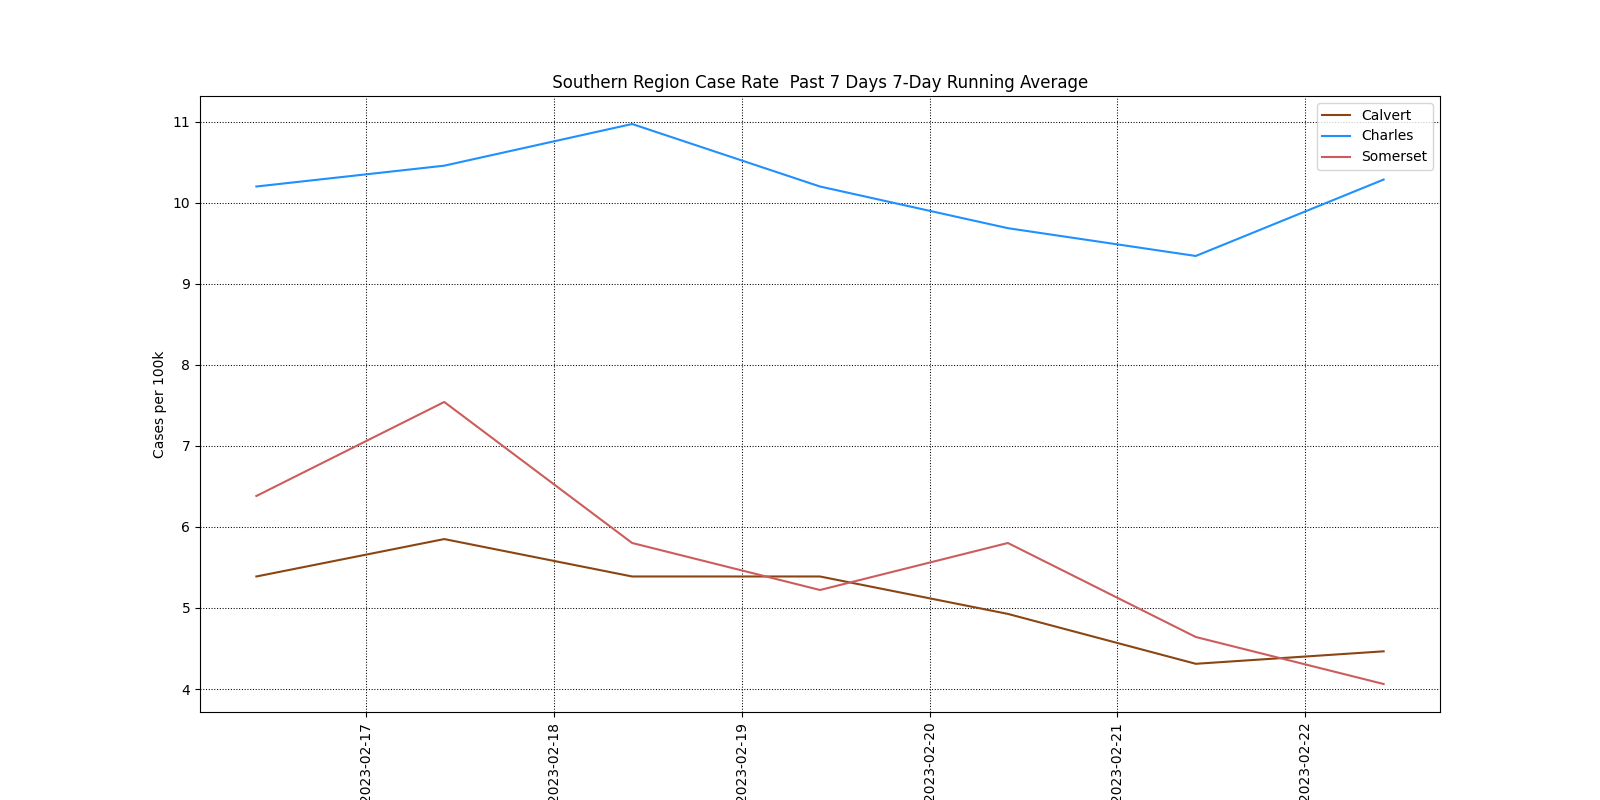 Southern Region Case Rate  Past 7 Days 7-Day Running Average
Calvert
Charles
Somerset
Cases per 100k
11
10
9
8
7
6
5
4
2023-02-17
2023-02-18
2023-02-19
2023-02-20
2023-02-21
2023-02-22